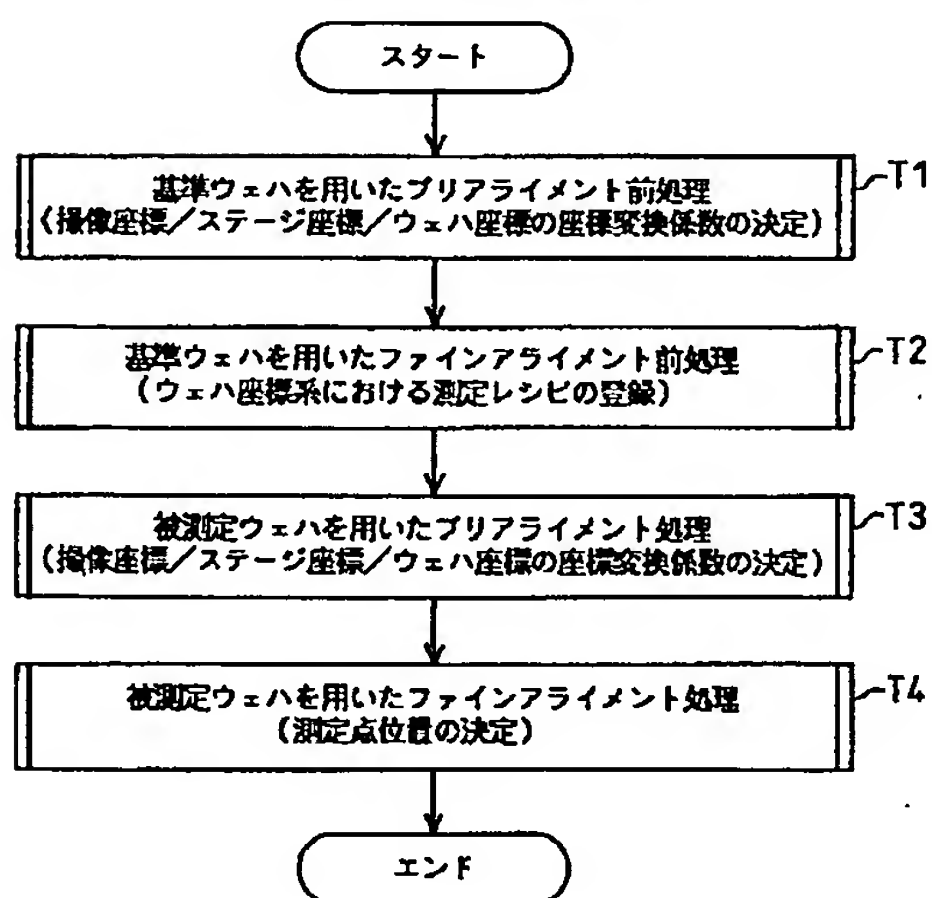 スタート
基準ウェハを用いたプリアライメント前処理
T1
(撮像座標/ステージ座標/ウェハ座標の座標変換係数の決定)
基準ウェハを用いたファインアライメント前処理
T2
(ウェハ座標系における測定レシピの登録)
被測定ウェハを用いたプリアライメント処理
T3
(撮像座標/ステージ座標/ウェハ座標の座標変換係数の決定)
被測定ウェハを用いたファインアライメント処理
T4
(測定点位置の決定)
エンド